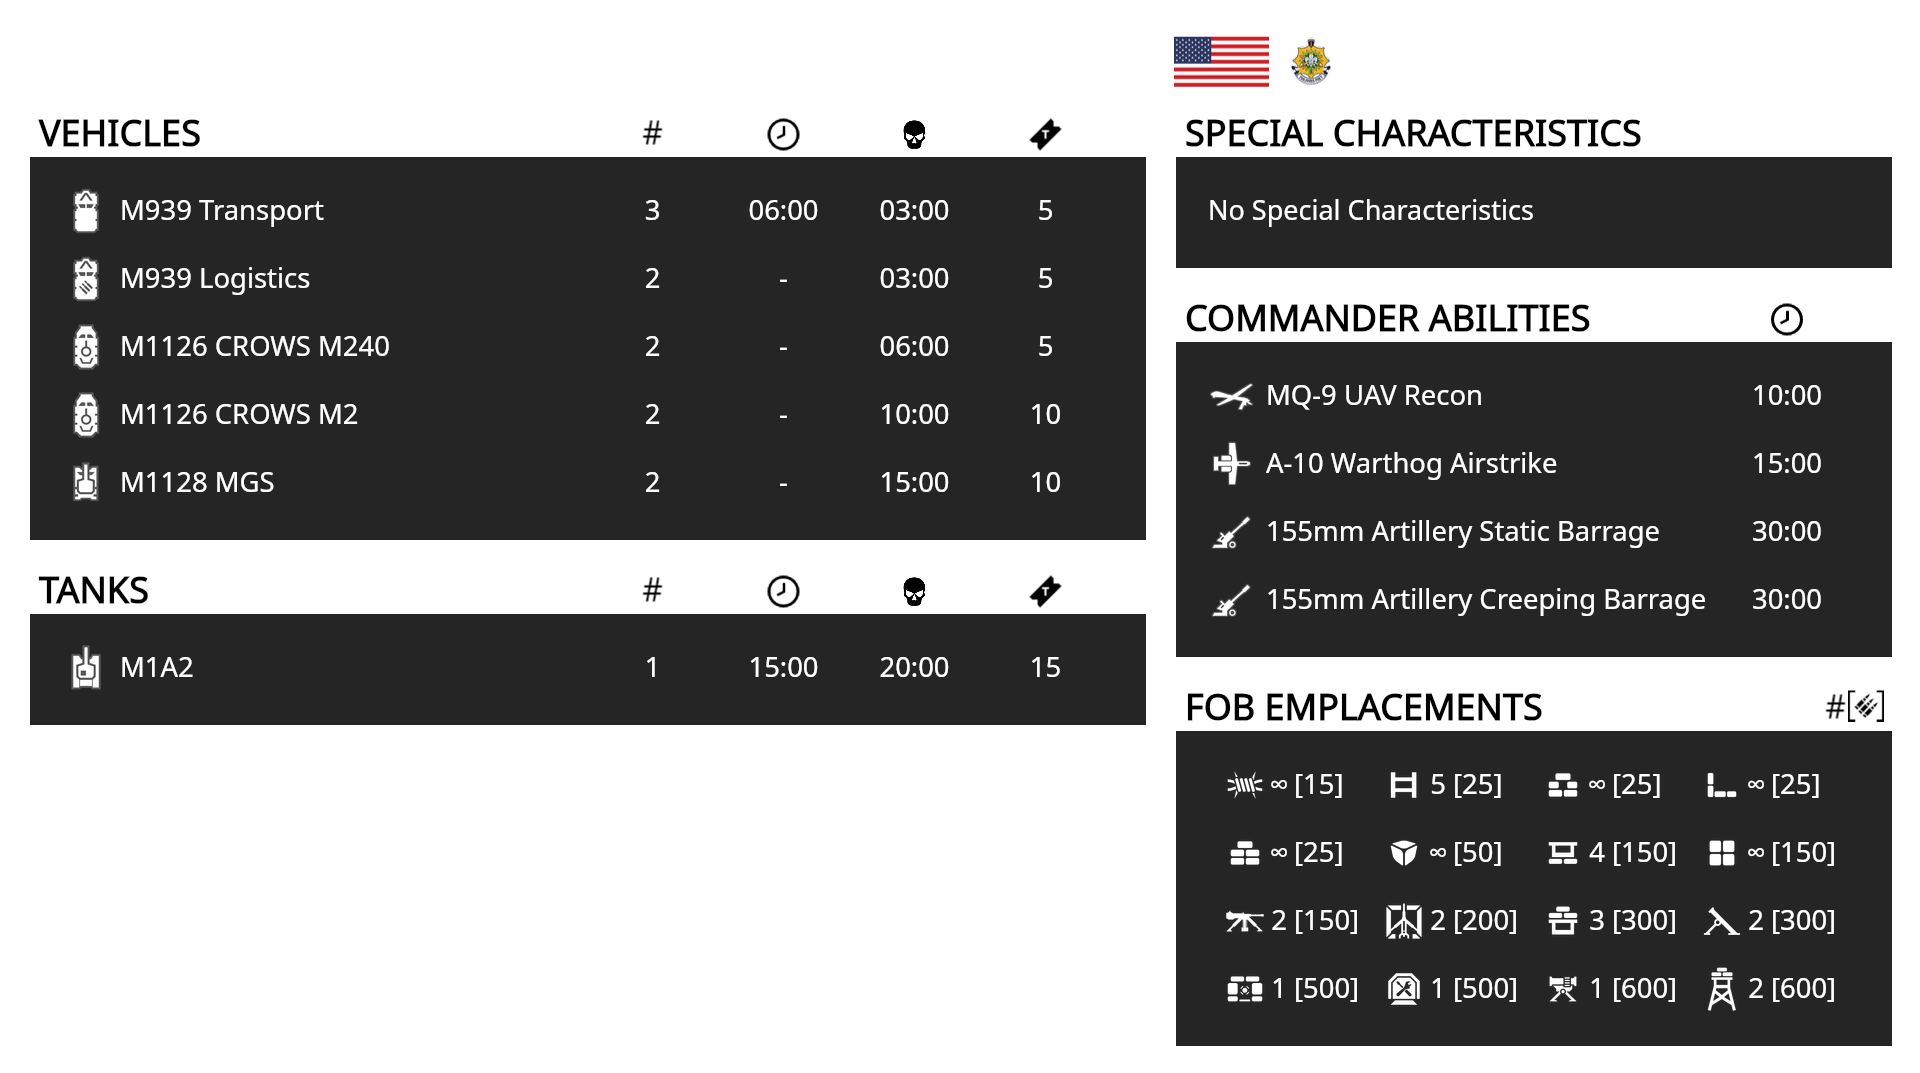 VEHICLES #
M939 Transport 3 06:00 03:00 5
M939 Logistics 2 - 03:00 5
M1126 CROWS M240 2 - 06:00 5
M1126 CROWS M2 2 - 10:00 10
M1128 MGS 2 - 15:00 10
TANKS #
M1A2 1 15:00 20:00 15
SPECIAL CHARACTERISTICS
No Special Characteristics
COMMANDER ABILITIES
MQ-9 UAV Recon 10:00
A-10 Warthog Airstrike 15:00
155mm Artillery Static Barrage 30:00
155mm Artillery Creeping Barrage 30:00
FOB EMPLACEMENTS #[]
∞ [15] 5 [25] ∞ [25] ∞ [25]
∞ [25] ∞ [50] 4 [150] ∞ [150]
2 [150] 2 [200] 3 [300] 2 [300]
1 [500] 1 [500] 1 [600] 2 [600]